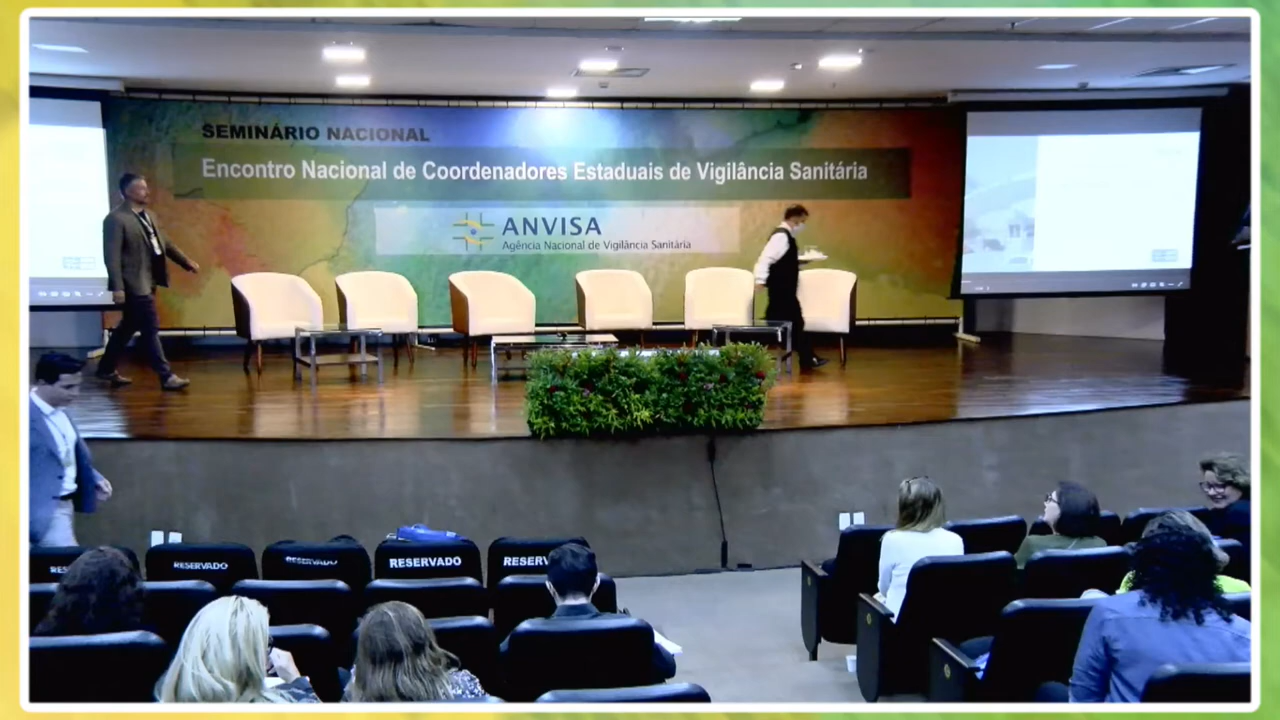 SEMINÁRIO NACIONAL
Encontro Nacional de Coordenadores Estaduais de Vigilância Sanitária
ANVISA
Agência Nacional de Vigilância Sanitária
RESERVADO
RESERVADO
RESERVADO